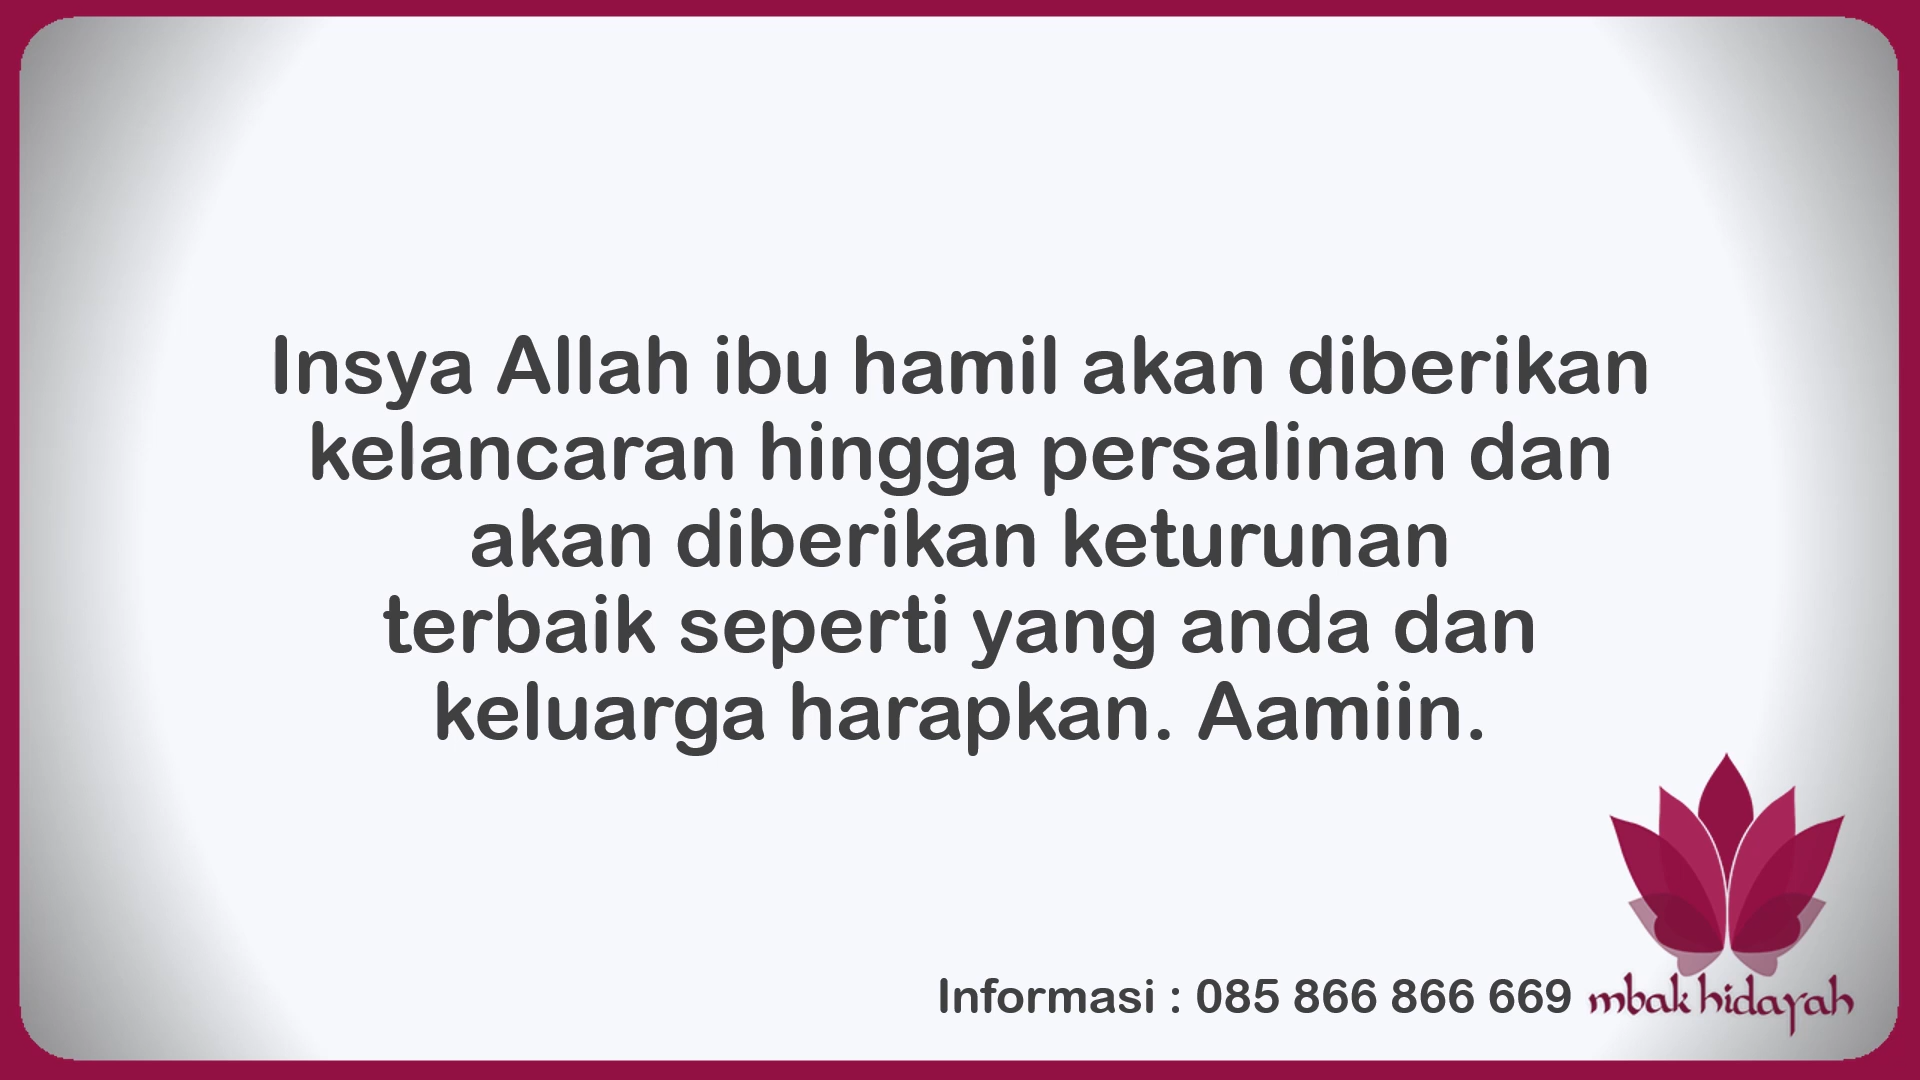 Insya Allah ibu hamil akan diberikan
kelancaran hingga persalinan dan
akan diberikan keturunan
terbaik seperti yang anda dan
keluarga harapkan. Aamiin.
Informasi : 085 866 866 669
mbak hidayah